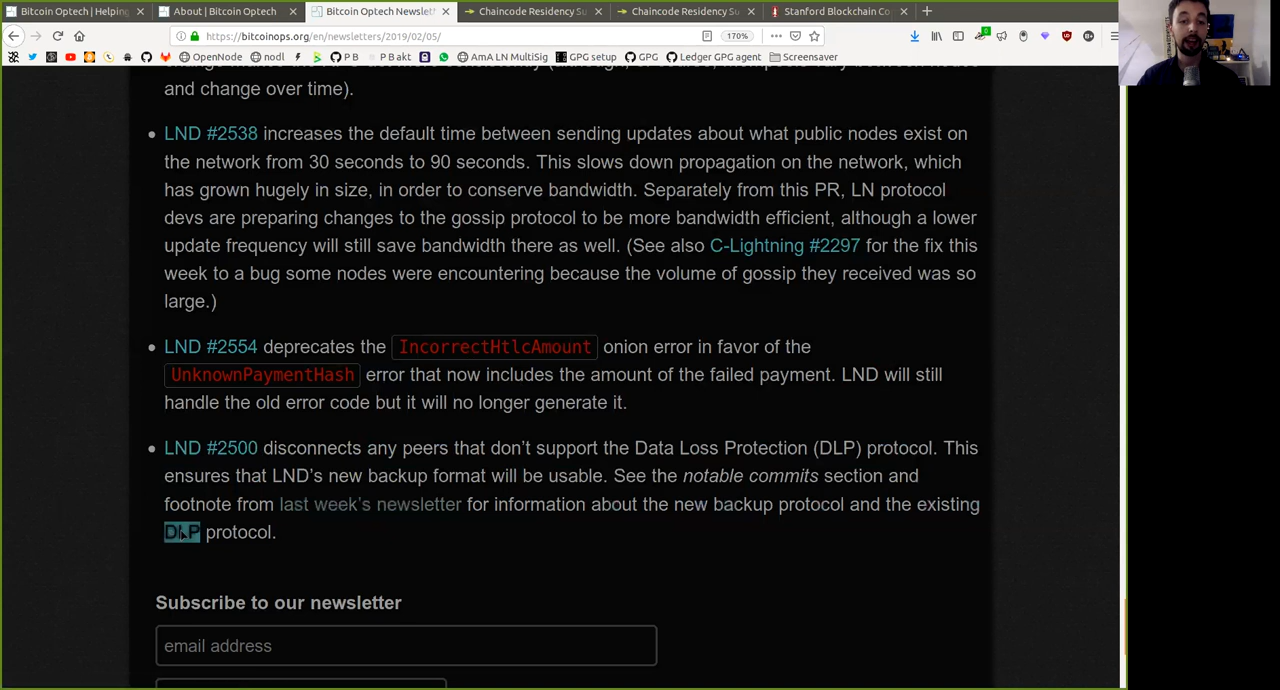 Bitcoin Optech | Helping
About | Bitcoin Optech
Bitcoin Optech Newslett
Chaincode Residency Su
Chaincode Residency Su
Stanford Blockchain Co
https://bitcoinops.org/en/newsletters/2019/02/05/
170%
OpenNode
nodl
P B
P B akt
AmA LN MultiSig
GPG setup
GPG
Ledger GPG agent
Screensaver
and change over time).
LND #2538 increases the default time between sending updates about what public nodes exist on
the network from 30 seconds to 90 seconds. This slows down propagation on the network, which
has grown hugely in size, in order to conserve bandwidth. Separately from this PR, LN protocol
devs are preparing changes to the gossip protocol to be more bandwidth efficient, although a lower
update frequency will still save bandwidth there as well. (See also C-Lightning #2297 for the fix this
week to a bug some nodes were encountering because the volume of gossip they received was so
large.)
LND #2554 deprecates the IncorrectHtlcAmount onion error in favor of the
UnknownPaymentHash error that now includes the amount of the failed payment. LND will still
handle the old error code but it will no longer generate it.
LND #2500 disconnects any peers that don’t support the Data Loss Protection (DLP) protocol. This
ensures that LND’s new backup format will be usable. See the notable commits section and
footnote from last week’s newsletter for information about the new backup protocol and the existing
DLP protocol.
Subscribe to our newsletter
email address